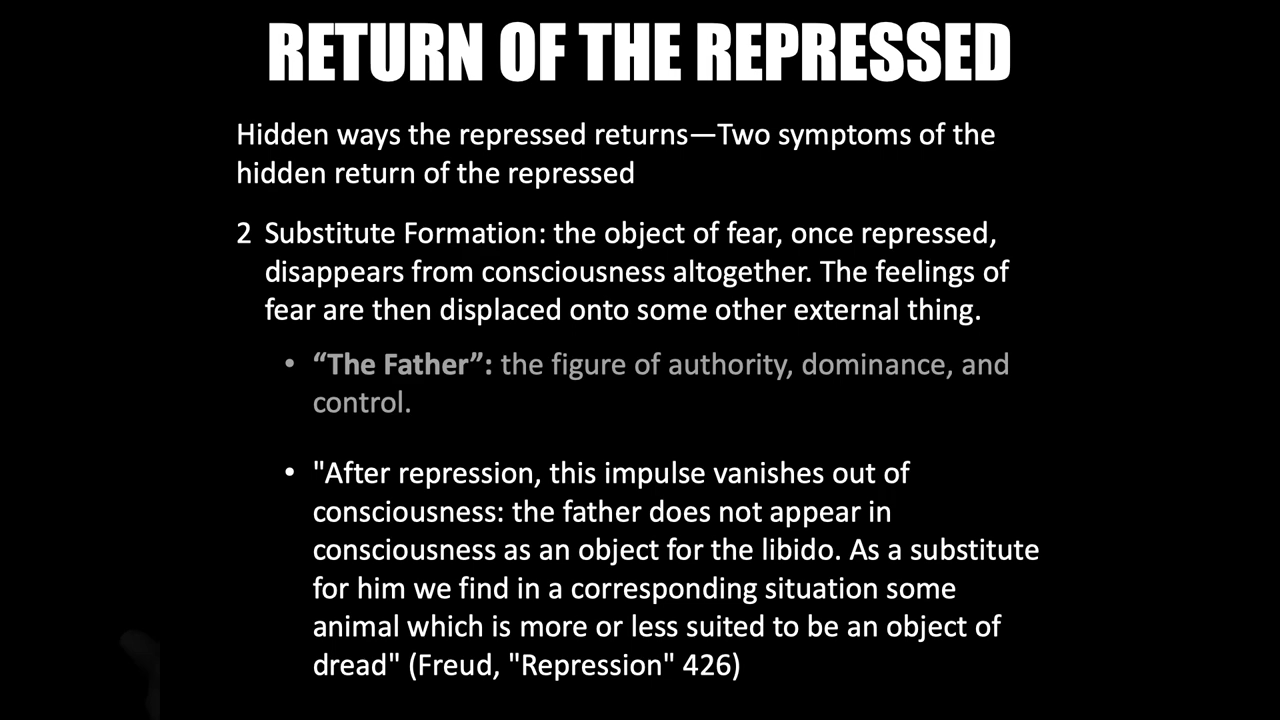 RETURN OF THE REPRESSED
Hidden ways the repressed returns—Two symptoms of the
hidden return of the repressed
2 Substitute Formation: the object of fear, once repressed,
disappears from consciousness altogether. The feelings of
fear are then displaced onto some other external thing.
• “The Father”: the figure of authority, dominance, and
control.
• "After repression, this impulse vanishes out of
consciousness: the father does not appear in
consciousness as an object for the libido. As a substitute
for him we find in a corresponding situation some
animal which is more or less suited to be an object of
dread" (Freud, "Repression" 426)